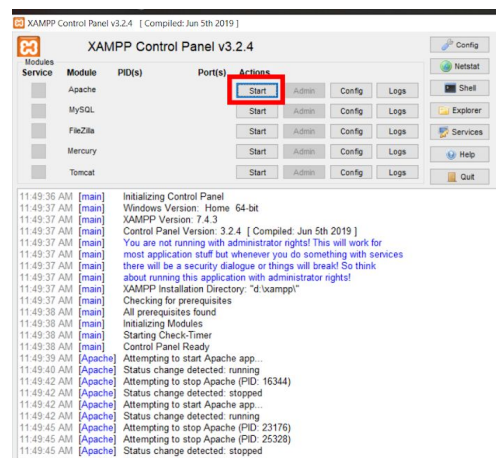 XAMPP Control Panel v3.2.4 [ Compiled: Jun 5th 2019 ]
XAMPP Control Panel v3.2.4
Config
Modules
Service Module PID(s) Port(s) Actions
Netstat
Apache Start Admin Config Logs
Shell
MySQL Start Admin Config Logs
Explorer
FileZilla Start Admin Config Logs
Services
Mercury Start Admin Config Logs
Help
Tomcat Start Admin Config Logs
Quit
11:49:36 AM [main] Initializing Control Panel
11:49:37 AM [main] Windows Version: Home 64-bit
11:49:37 AM [main] XAMPP Version: 7.4.3
11:49:37 AM [main] Control Panel Version: 3.2.4 [ Compiled: Jun 5th 2019 ]
11:49:37 AM [main] You are not running with administrator rights! This will work for
11:49:37 AM [main] most application stuff but whenever you do something with services
11:49:37 AM [main] there will be a security dialogue or things will break! So think
11:49:37 AM [main] about running this application with administrator rights!
11:49:37 AM [main] XAMPP Installation Directory: "d:\xampp\"
11:49:37 AM [main] Checking for prerequisites
11:49:38 AM [main] All prerequisites found
11:49:38 AM [main] Initializing Modules
11:49:38 AM [main] Starting Check-Timer
11:49:38 AM [main] Control Panel Ready
11:49:39 AM [Apache] Attempting to start Apache app...
11:49:40 AM [Apache] Status change detected: running
11:49:42 AM [Apache] Attempting to stop Apache (PID: 16344)
11:49:42 AM [Apache] Status change detected: stopped
11:49:42 AM [Apache] Attempting to start Apache app...
11:49:42 AM [Apache] Status change detected: running
11:49:45 AM [Apache] Attempting to stop Apache (PID: 23176)
11:49:45 AM [Apache] Attempting to stop Apache (PID: 25328)
11:49:45 AM [Apache] Status change detected: stopped